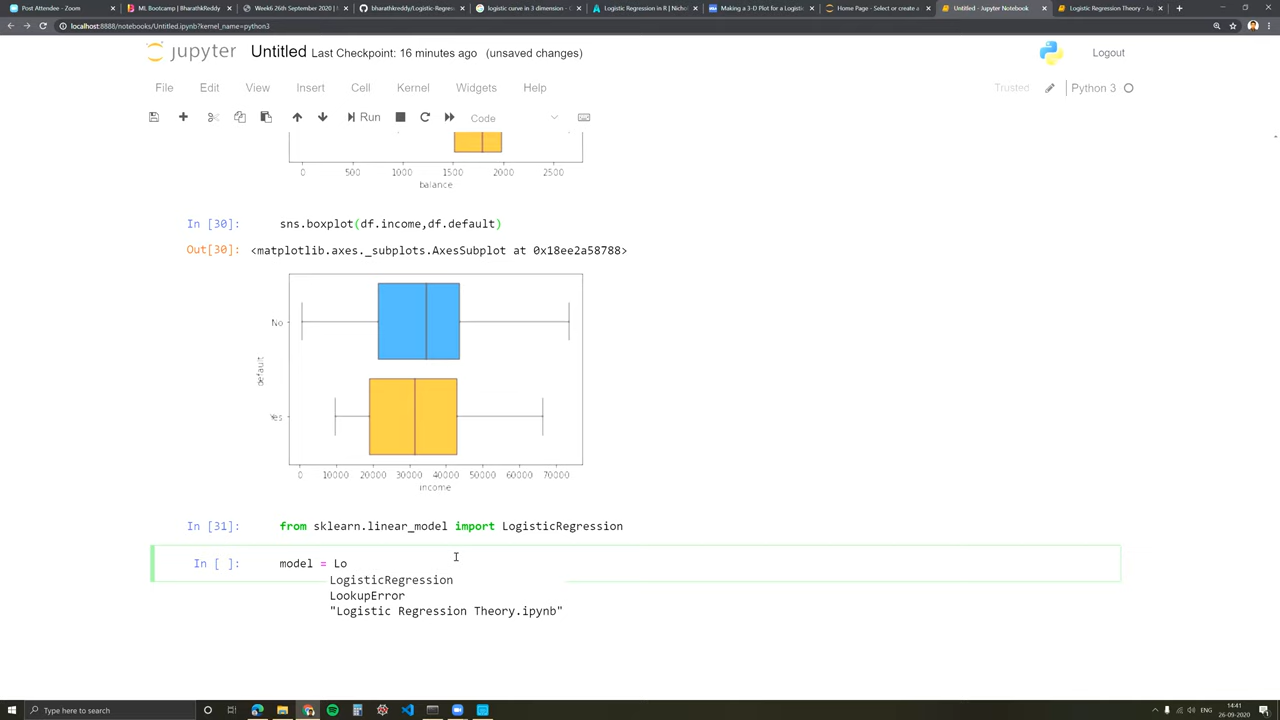 Post Attendee - Zoom
ML Bootcamp | BharathKReddy
Week6 26th September 2020 |
bharathkreddy/Logistic-Regres
logistic curve in 3 dimension -
Logistic Regression in R | Nichol
Making a 3-D Plot for a Logistic
Home Page - Select or create a
Untitled - Jupyter Notebook
Logistic Regression Theory - Jup
localhost:8888/notebooks/Untitled.ipynb?kernel_name=python3
jupyter Untitled Last Checkpoint: 16 minutes ago (unsaved changes) Logout
File Edit View Insert Cell Kernel Widgets Help Trusted Python 3
Run Code
0 500 1000 1500 2000 2500
balance
In [30]: sns.boxplot(df.income,df.default)
Out[30]: <matplotlib.axes._subplots.AxesSubplot at 0x18ee2a58788>
No
default
Yes
0 10000 20000 30000 40000 50000 60000 70000
income
In [31]: from sklearn.linear_model import LogisticRegression
In [ ]: model = Lo
LogisticRegression
LookupError
"Logistic Regression Theory.ipynb"
Type here to search
ENG
14:41
26-09-2020